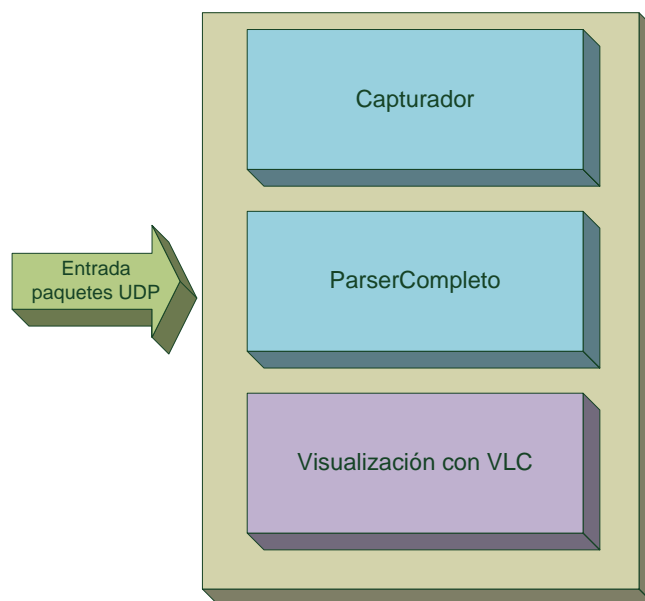 Capturador
Entrada
paquetes UDP
ParserCompleto
Visualización con VLC